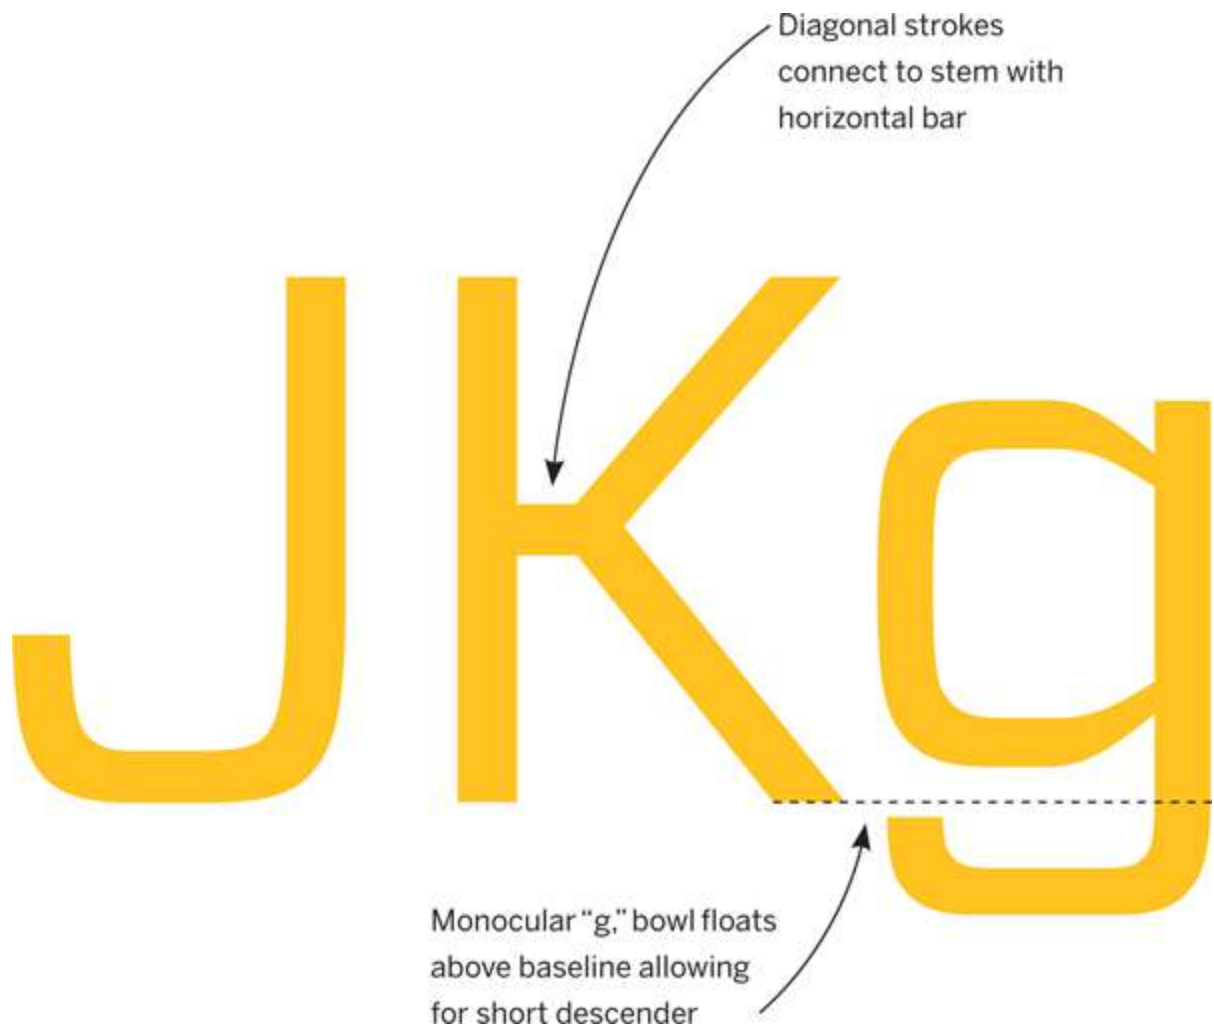 Diagonal strokes
connect to stem with
horizontal bar
JKg
Monocular “g,” bowl floats
above baseline allowing
for short descender